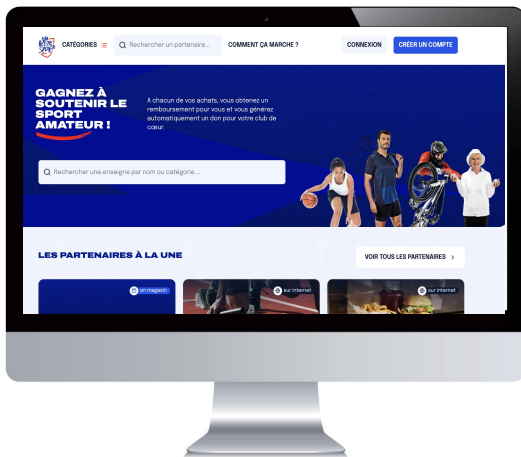 CATÉGORIES
Rechercher un partenaire...
COMMENT ÇA MARCHE ?
CONNEXION
CRÉER UN COMPTE
GAGNEZ À
SOUTENIR LE
SPORT
AMATEUR !
A chacun de vos achats, vous obtenez un
remboursement pour vous et vous générez
automatiquement un don pour votre club de
cœur.
Rechercher une enseigne par nom ou catégorie...
LES PARTENAIRES À LA UNE
VOIR TOUS LES PARTENAIRES
en magasin
sur internet
sur internet